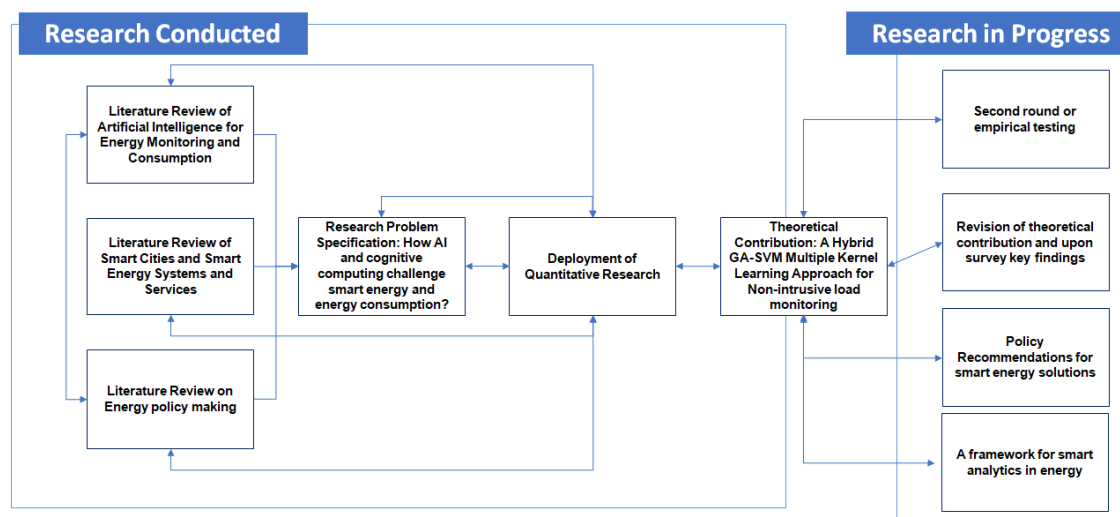 Research Conducted
Research in Progress
Literature Review of
Artificial Intelligence for
Energy Monitoring and
Consumption
Literature Review of
Smart Cities and Smart
Energy Systems and
Services
Literature Review on
Energy policy making
Research Problem
Specification: How AI
and cognitive
computing challenge
smart energy and
energy consumption?
Deployment of
Quantitative Research
Theoretical
Contribution: A Hybrid
GA-SVM Multiple Kernel
Learning Approach for
Non-intrusive load
monitoring
Second round or
empirical testing
Revision of theoretical
contribution and upon
survey key findings
Policy
Recommendations for
smart energy solutions
A framework for smart
analytics in energy